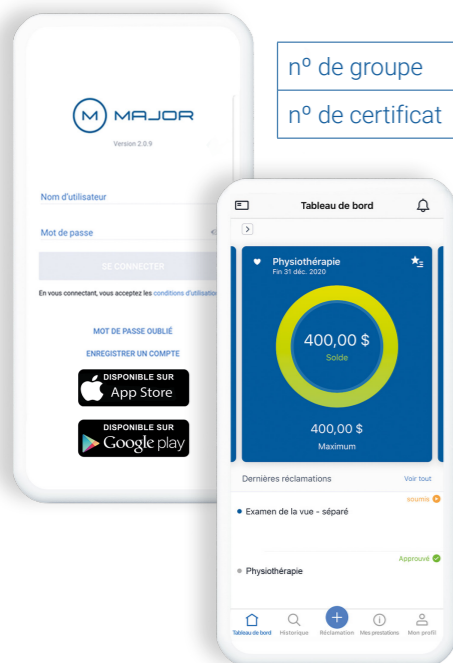 nº de groupe
nº de certificat
M MAJOR
Version 2.0.9
Nom d'utilisateur
Mot de passe
SE CONNECTER
En vous connectant, vous acceptez les conditions d'utilisation
MOT DE PASSE OUBLIÉ
ENREGISTRER UN COMPTE
DISPONIBLE SUR
App Store
DISPONIBLE SUR
Google play
Tableau de bord
Physiothérapie
Fin 31 déc. 2020
400,00 $
Solde
400,00 $
Maximum
Dernières réclamations Voir tout
soumis
Examen de la vue - séparé
Approuvé
Physiothérapie
Tableau de bord Historique Réclamation Mes prestations Mon profil